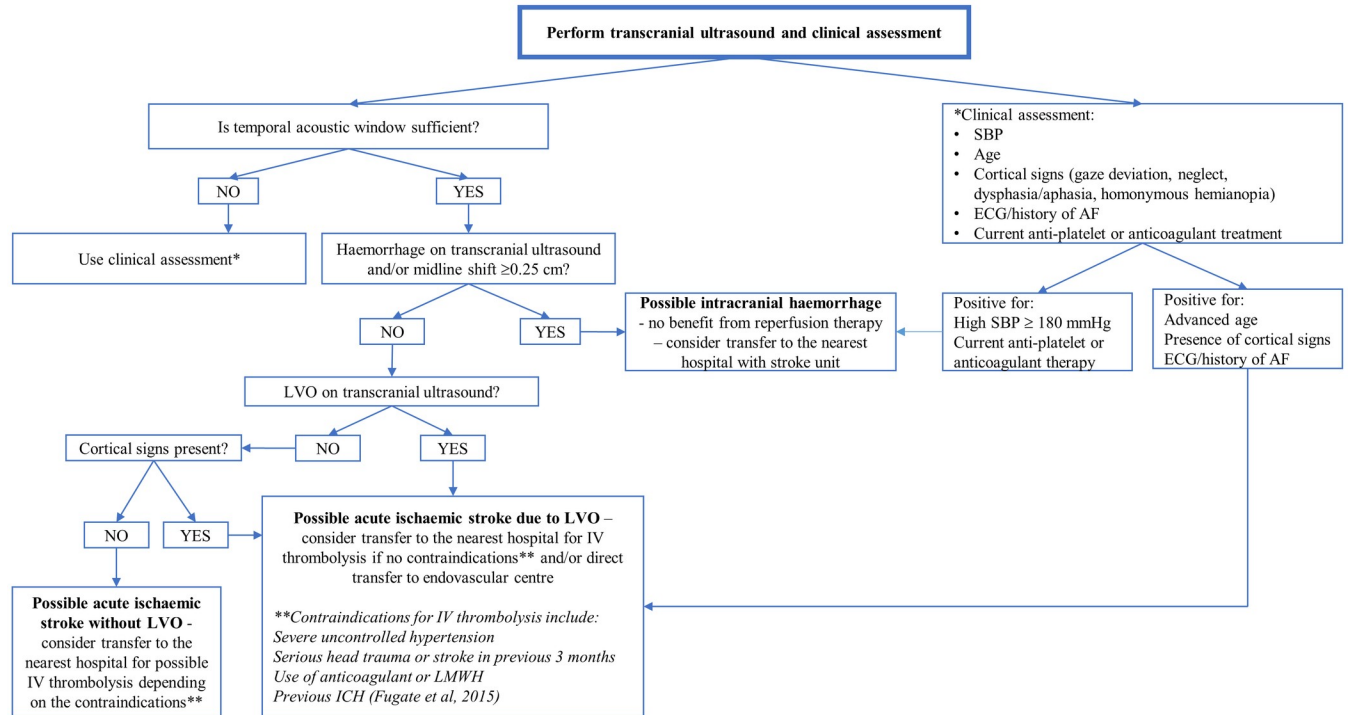 Perform transcranial ultrasound and clinical assessment
Is temporal acoustic window sufficient?
NO
YES
Use clinical assessment*
Haemorrhage on transcranial ultrasound
and/or midline shift ≥0.25 cm?
NO
YES
Possible intracranial haemorrhage
- no benefit from reperfusion therapy
– consider transfer to the nearest
hospital with stroke unit
LVO on transcranial ultrasound?
NO
YES
Cortical signs present?
NO
YES
Possible acute ischaemic
stroke without LVO -
consider transfer to the
nearest hospital for possible
IV thrombolysis depending
on the contraindications**
Possible acute ischaemic stroke due to LVO –
consider transfer to the nearest hospital for IV
thrombolysis if no contraindications** and/or direct
transfer to endovascular centre
**Contraindications for IV thrombolysis include:
Severe uncontrolled hypertension
Serious head trauma or stroke in previous 3 months
Use of anticoagulant or LMWH
Previous ICH (Fugate et al, 2015)
*Clinical assessment:
• SBP
• Age
• Cortical signs (gaze deviation, neglect,
dysphasia/aphasia, homonymous hemianopia)
• ECG/history of AF
• Current anti-platelet or anticoagulant treatment
Positive for:
High SBP ≥ 180 mmHg
Current anti-platelet or
anticoagulant therapy
Positive for:
Advanced age
Presence of cortical signs
ECG/history of AF